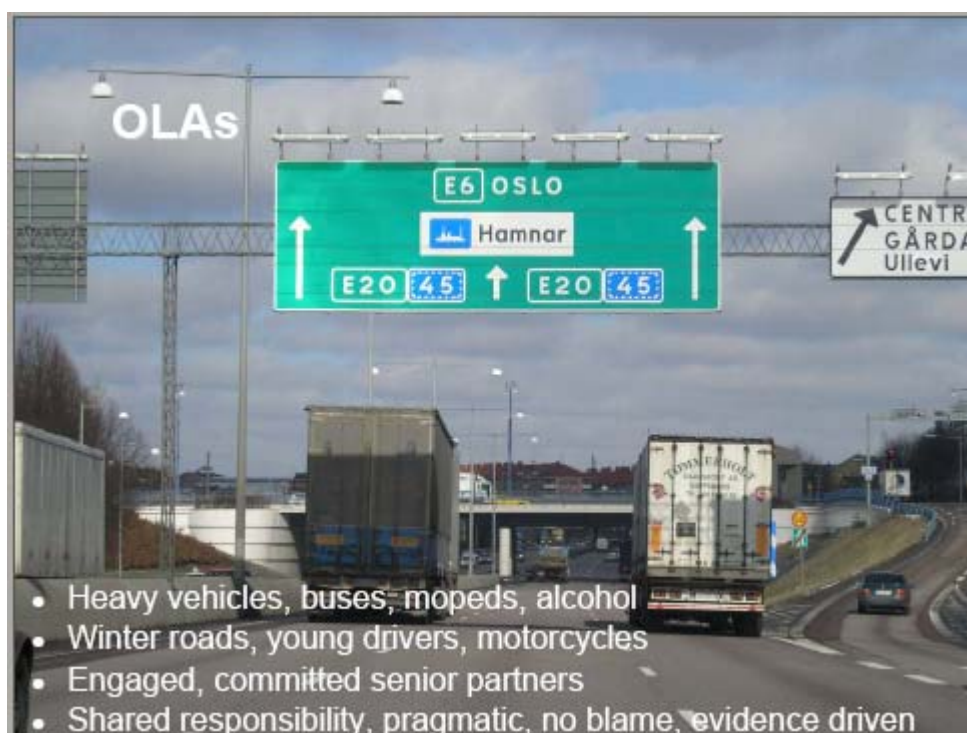 OLAs
E6 OSLO
Hamnar
E20 45 E20 45
CENTR
GÅRDA
Ullevi
TØMMERHOLT
• Heavy vehicles, buses, mopeds, alcohol
• Winter roads, young drivers, motorcycles
• Engaged, committed senior partners
• Shared responsibility, pragmatic, no blame, evidence driven